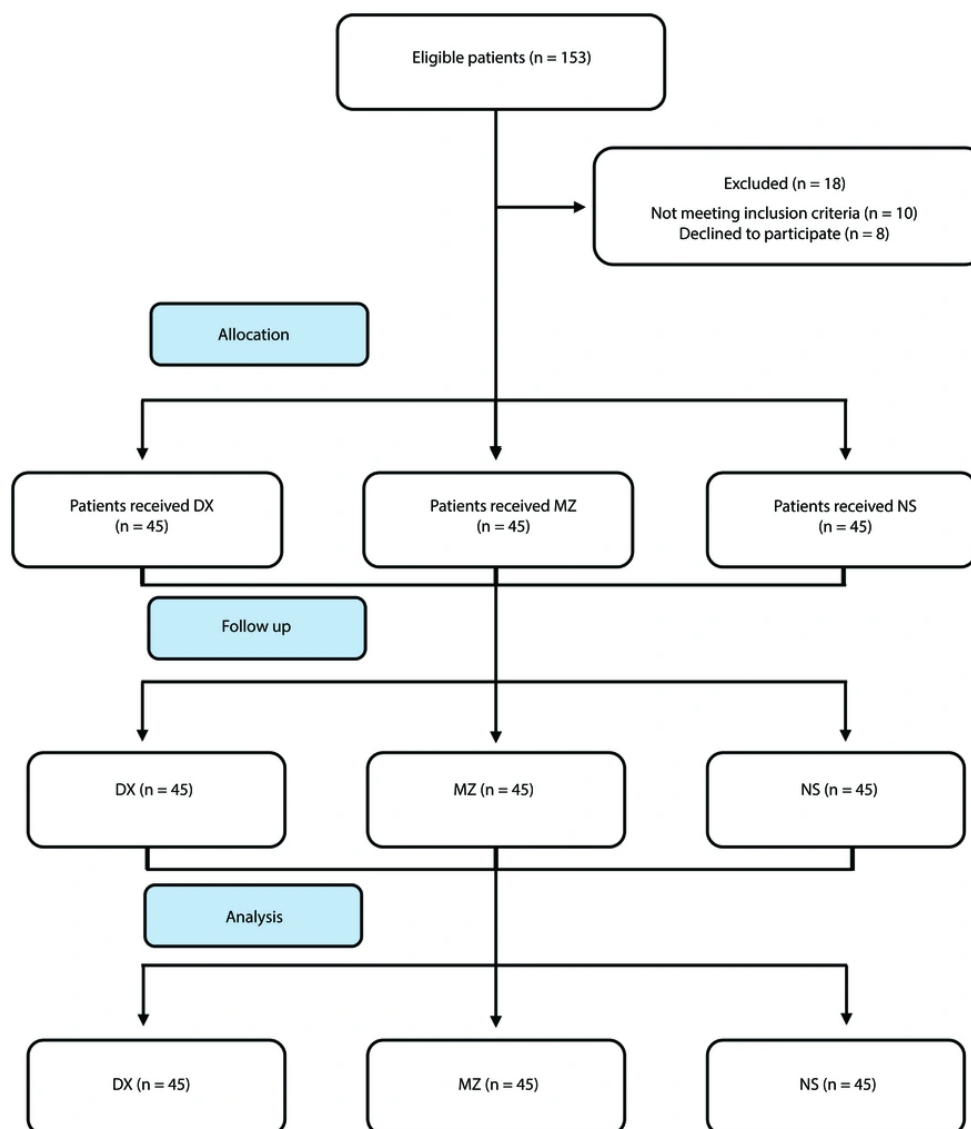 Eligible patients (n = 153)
Excluded (n = 18)
Not meeting inclusion criteria (n = 10)
Declined to participate (n = 8)
Allocation
Patients received DX
(n = 45)
Patients received MZ
(n = 45)
Patients received NS
(n = 45)
Follow up
DX (n = 45)
MZ (n = 45)
NS (n = 45)
Analysis
DX (n = 45)
MZ (n = 45)
NS (n = 45)